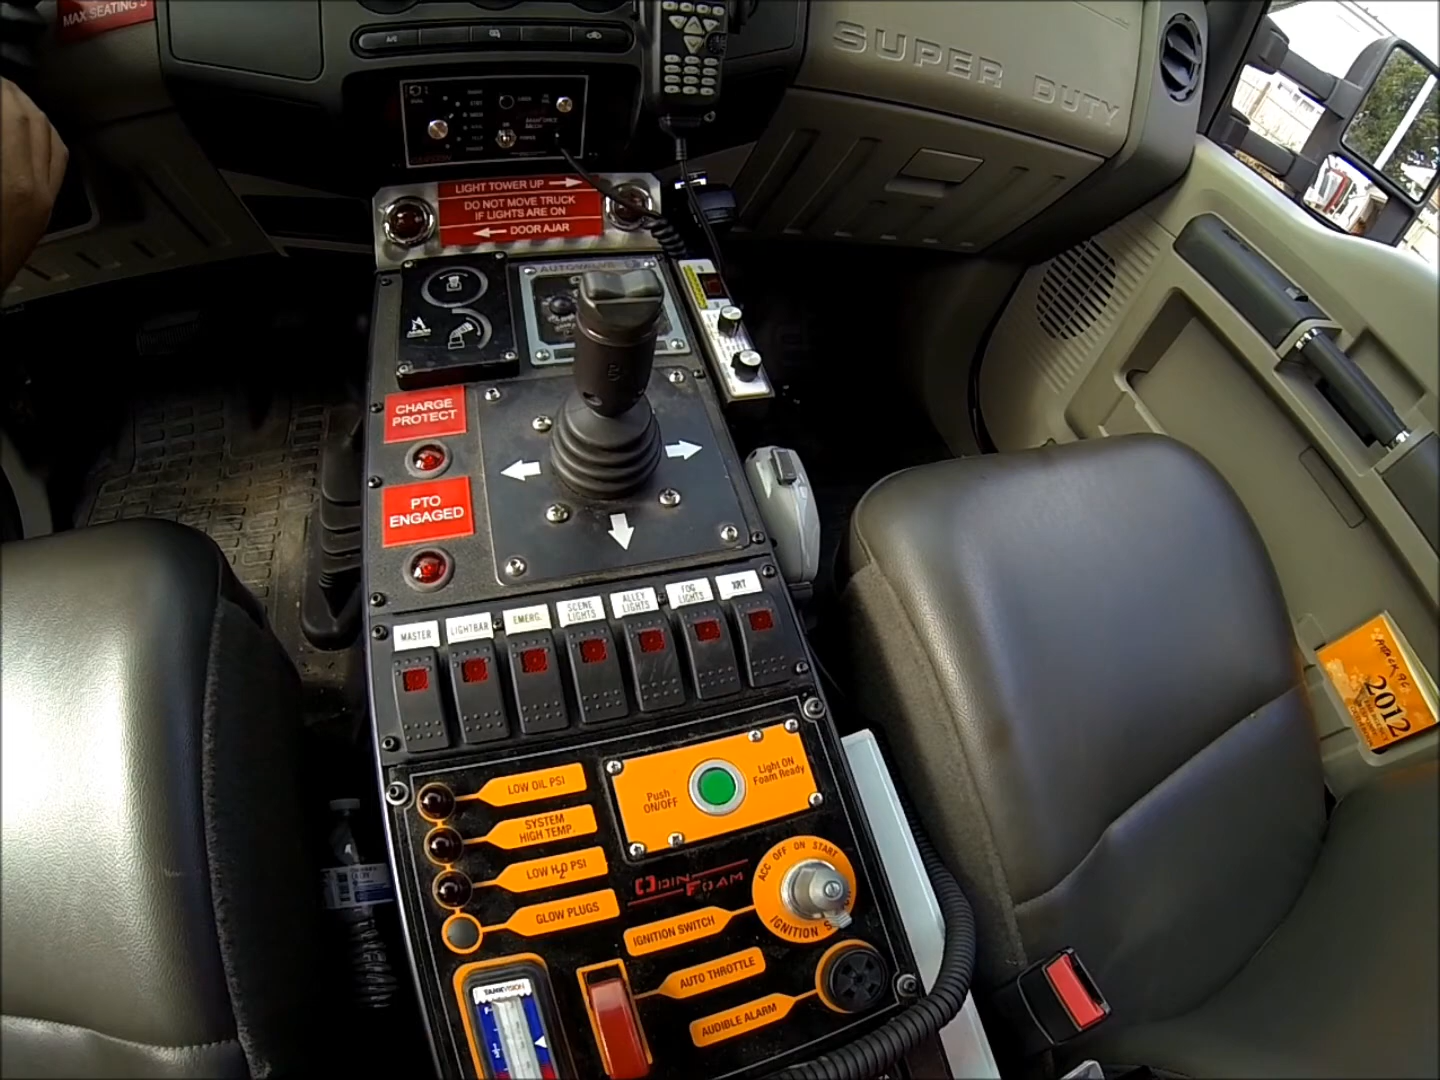 MAX SEATING 5
SUPER DUTY
LIGHT TOWER UP
DO NOT MOVE TRUCK
IF LIGHTS ARE ON
DOOR AJAR
CHARGE
PROTECT
PTO
ENGAGED
MASTER
LIGHTBAR
EMERG.
SCENE
LIGHTS
ALLEY
LIGHTS
FOG
LIGHTS
XRT
LOW OIL PSI
SYSTEM
HIGH TEMP.
LOW H2O PSI
GLOW PLUGS
Push
ON/OFF
Light ON
Foam Ready
ODIN FOAM
ACC OFF ON START
IGNITION
IGNITION SWITCH
AUTO THROTTLE
AUDIBLE ALARM
TANKVISION
F
2012